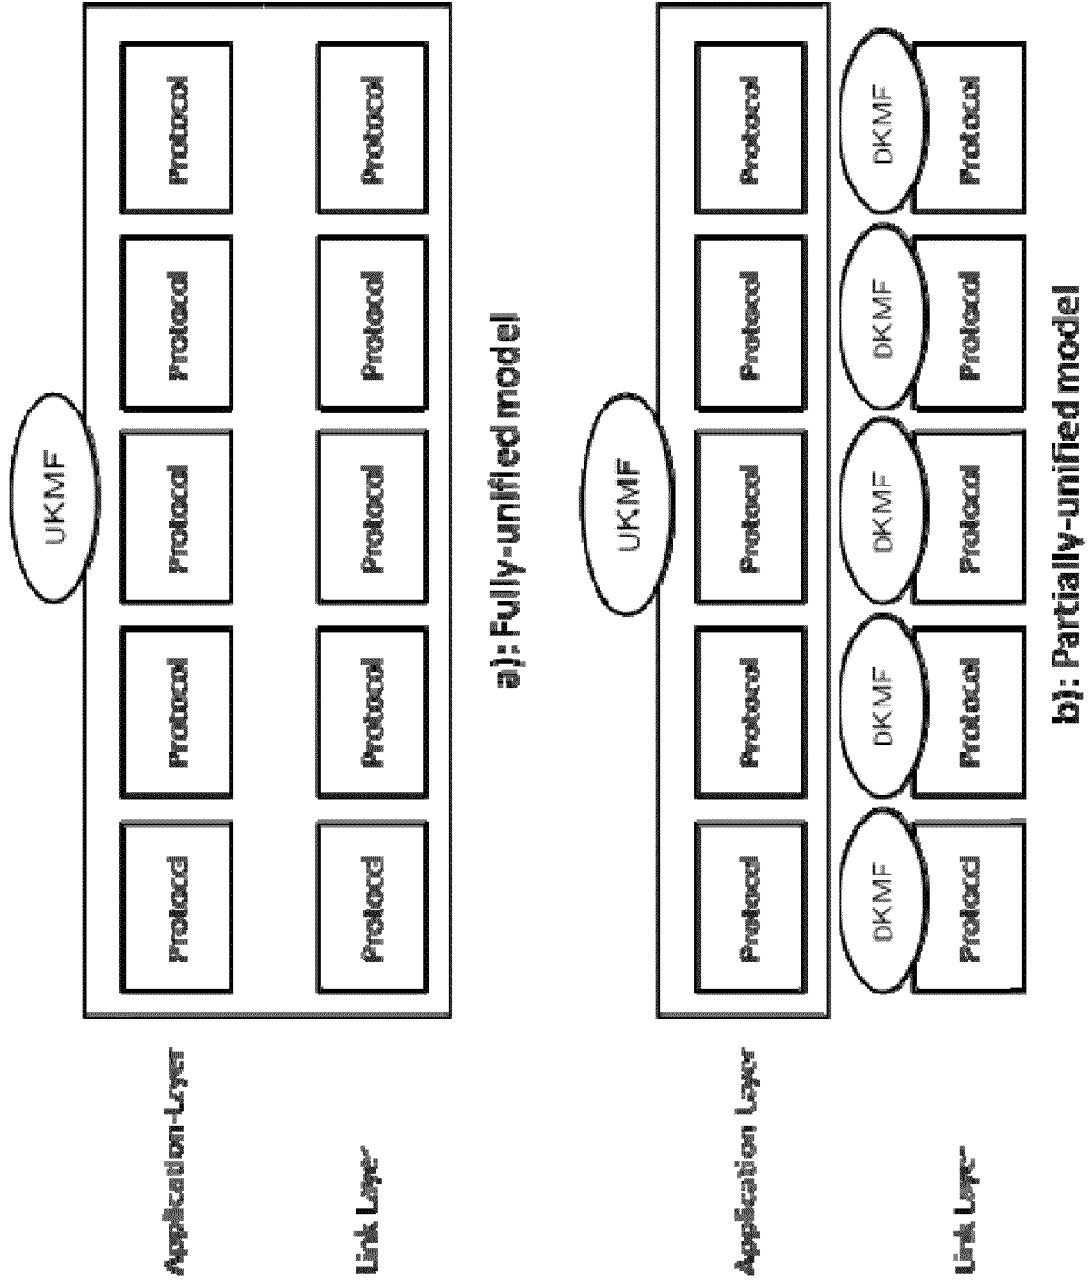 UKMF
Application-Layer
Protocol Protocol Protocol Protocol Protocol
Link Layer
Protocol Protocol Protocol Protocol Protocol
a): Fully-unified model
UKMF
Application Layer
Protocol Protocol Protocol Protocol Protocol
DKMF DKMF DKMF DKMF DKMF
Link Layer
Protocol Protocol Protocol Protocol Protocol
b): Partially-unified model